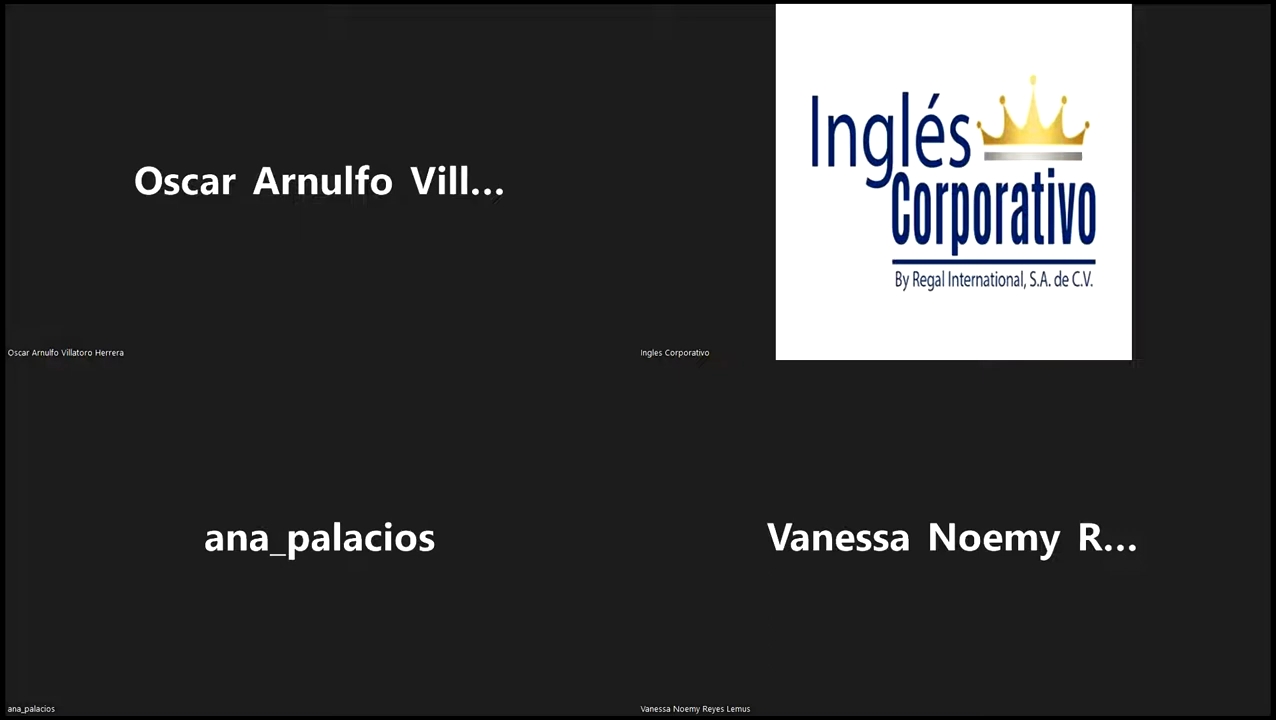 Oscar Arnulfo Vill...
Oscar Arnulfo Villatoro Herrera
Inglés
Corporativo
By Regal International, S.A. de C.V.
Ingles Corporativo
ana_palacios
ana_palacios
Vanessa Noemy R...
Vanessa Noemy Reyes Lemus